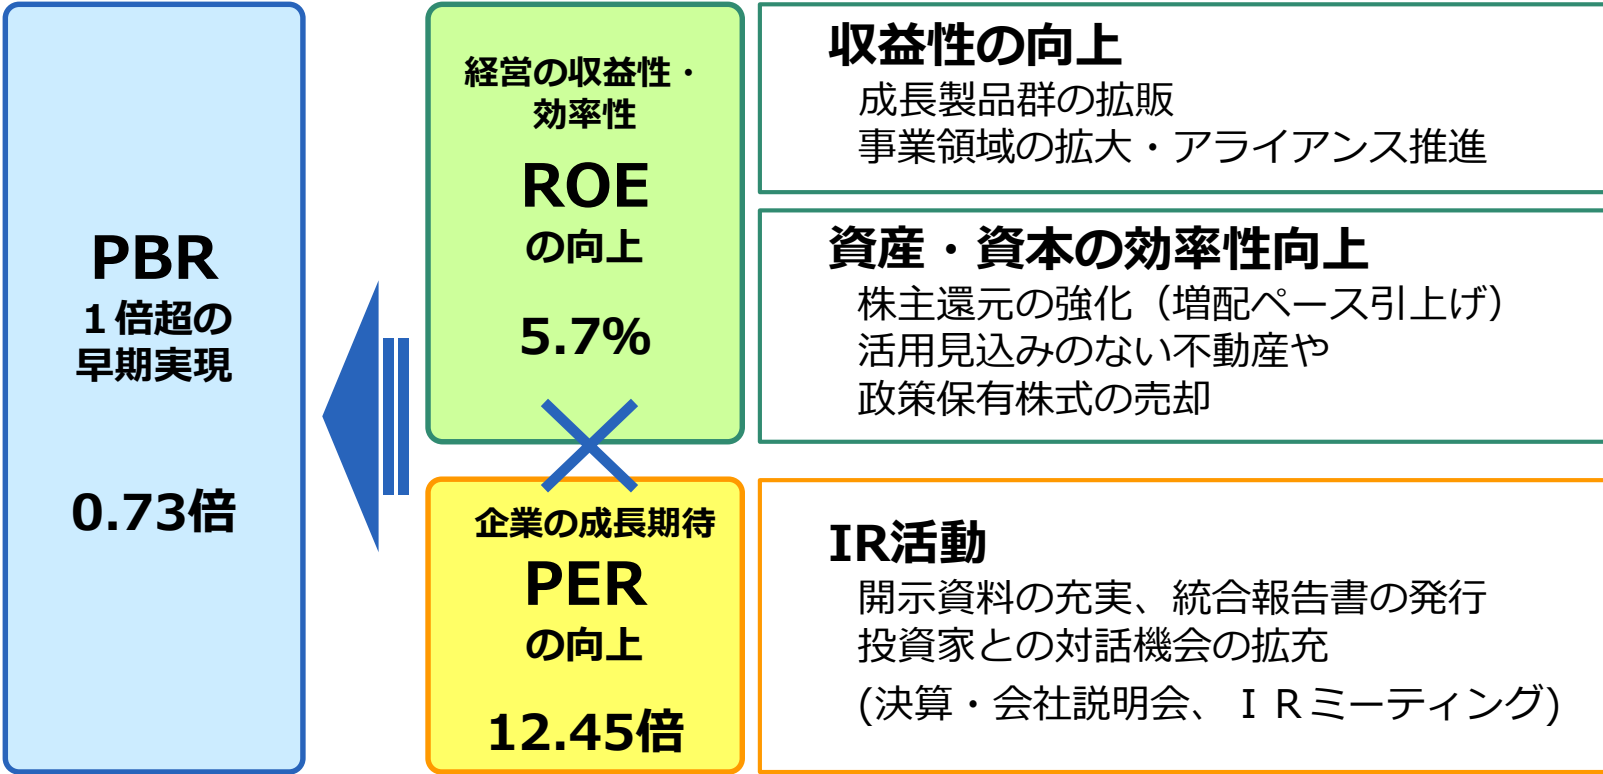 PBR
１倍超の
早期実現
0.73倍
経営の収益性・
効率性
ROE
の向上
5.7%
企業の成長期待
PER
の向上
12.45倍
収益性の向上
成長製品群の拡販
事業領域の拡大・アライアンス推進
資産・資本の効率性向上
株主還元の強化（増配ペース引上げ）
活用見込みのない不動産や
政策保有株式の売却
IR活動
開示資料の充実、統合報告書の発行
投資家との対話機会の拡充
(決算・会社説明会、ＩＲミーティング)